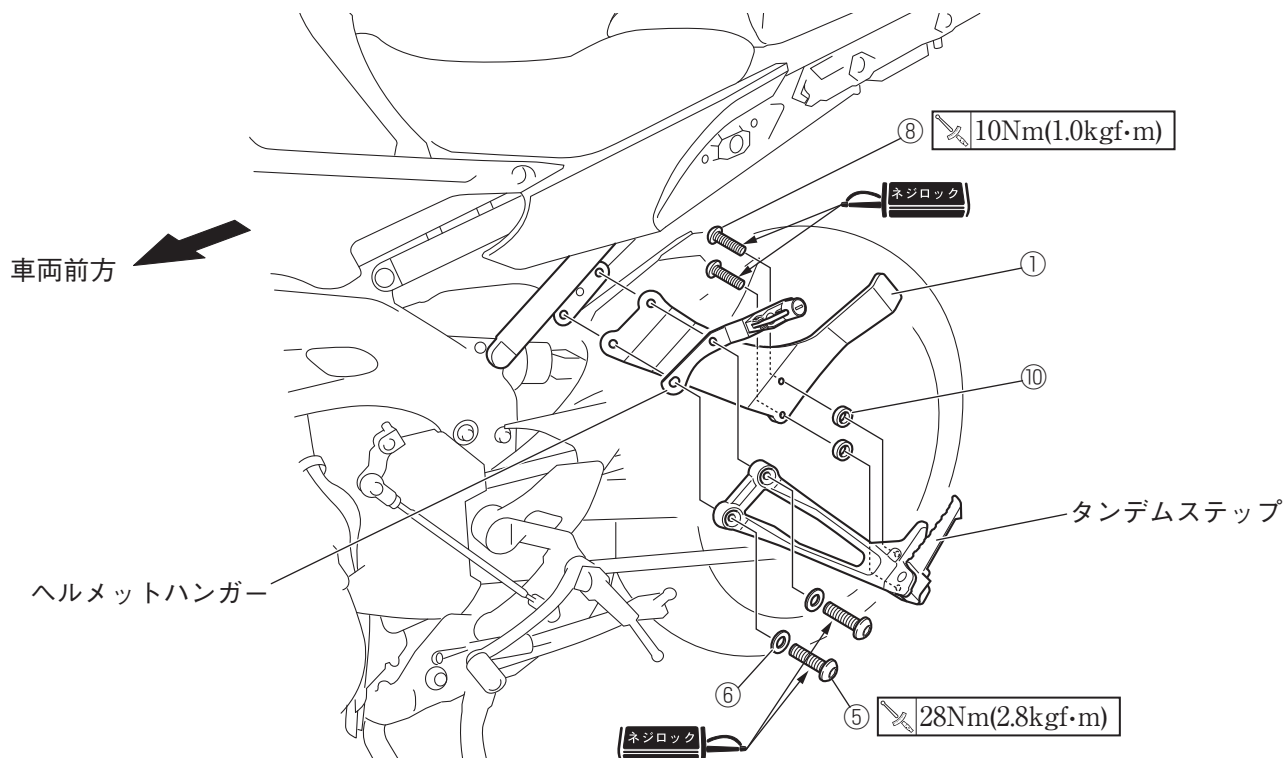 ⑧ 10Nm(1.0kgf·m)
ネジロック
車両前方
①
⑩
タンデムステップ
ヘルメットハンガー
⑥
⑤ 28Nm(2.8kgf·m)
ネジロック